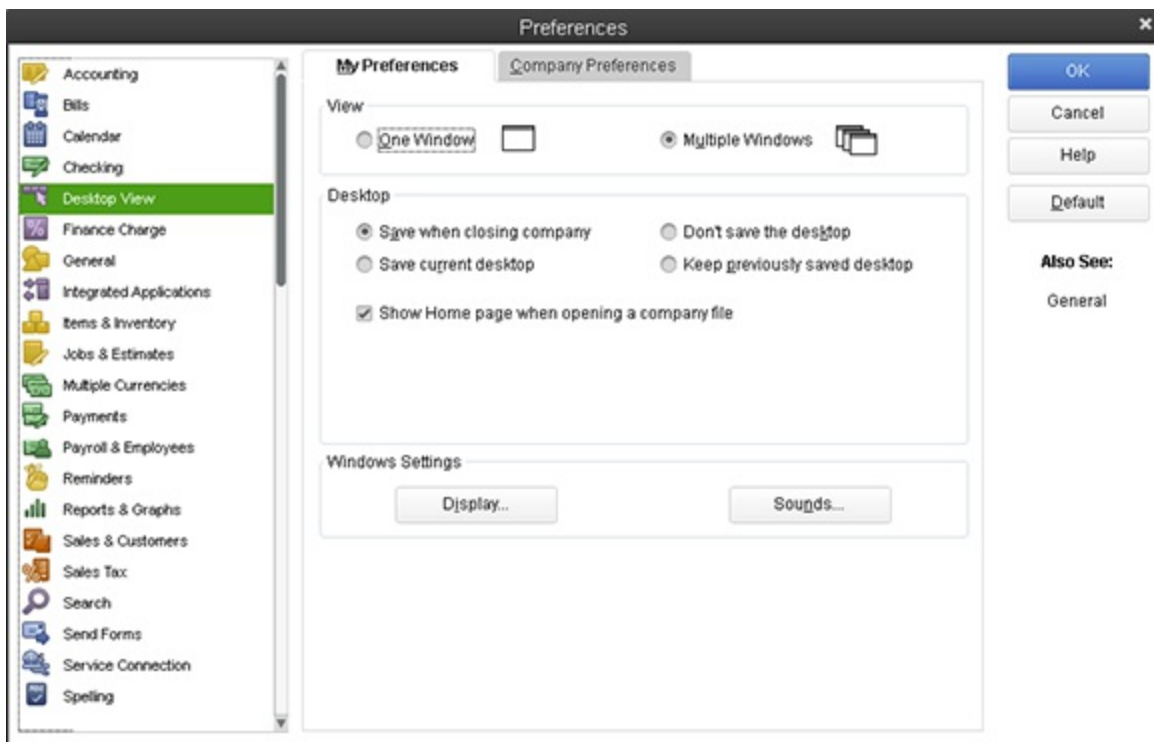 Preferences
Accounting
Bills
Calendar
Checking
Desktop View
Finance Charge
General
Integrated Applications
Items & Inventory
Jobs & Estimates
Multiple Currencies
Payments
Payroll & Employees
Reminders
Reports & Graphs
Sales & Customers
Sales Tax
Search
Send Forms
Service Connection
Spelling
My Preferences
Company Preferences
View
One Window
Multiple Windows
Desktop
Save when closing company
Don't save the desktop
Save current desktop
Keep previously saved desktop
Show Home page when opening a company file
Windows Settings
Display...
Sounds...
OK
Cancel
Help
Default
Also See:
General